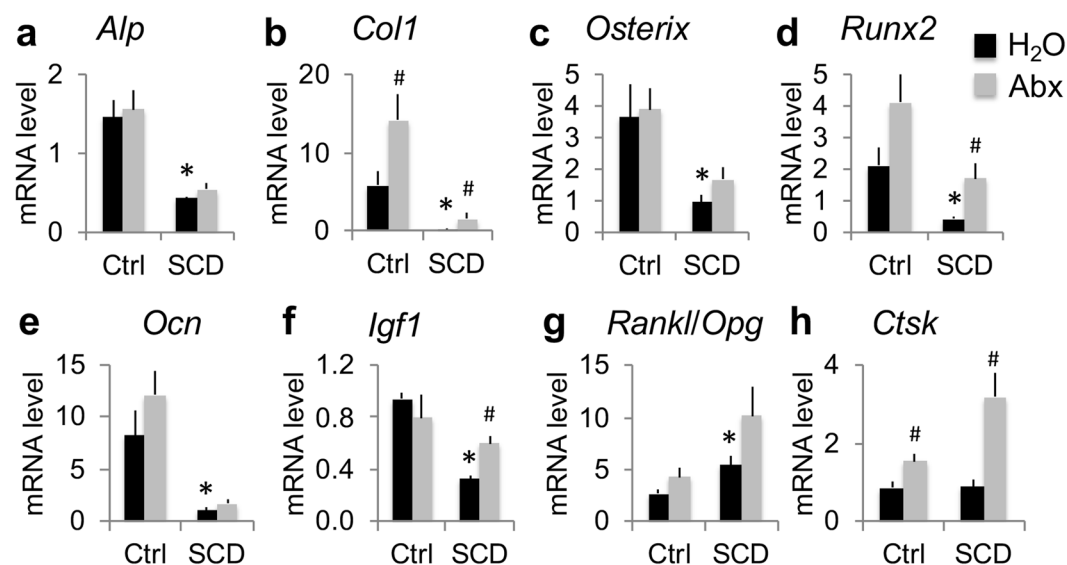 a Alp
b Col1
c Osterix
d Runx2
H₂O
Abx
mRNA level
2
1
0
*
Ctrl SCD
mRNA level
20
10
0
#
*
#
Ctrl SCD
mRNA level
5
4
3
2
1
0
*
Ctrl SCD
mRNA level
5
4
3
2
1
0
*
#
Ctrl SCD
e Ocn
f Igf1
g Rankl/Opg
h Ctsk
mRNA level
15
10
5
0
*
Ctrl SCD
mRNA level
1.2
0.8
0.4
0.0
*
#
Ctrl SCD
mRNA level
15
10
5
0
*
Ctrl SCD
mRNA level
4
2
0
#
#
Ctrl SCD